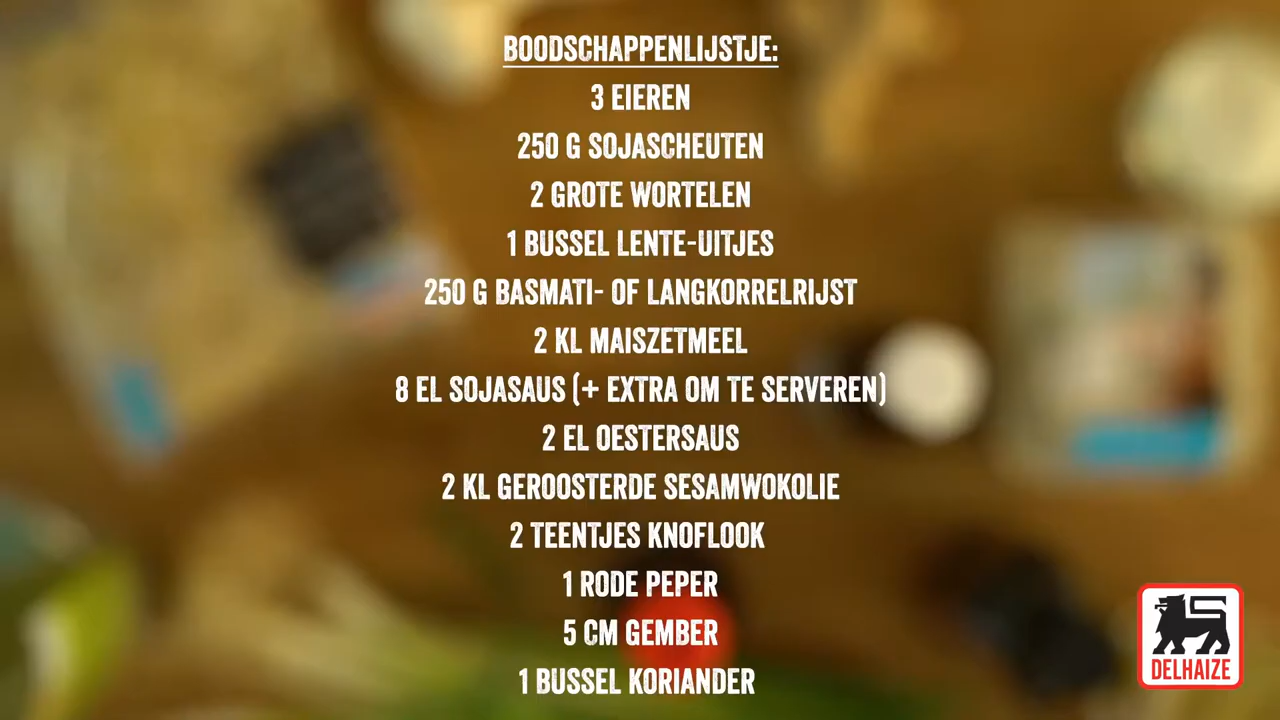 BOODSCHAPPENLIJSTJE:
3 EIEREN
250 G SOJASCHEUTEN
2 GROTE WORTELEN
1 BUSSEL LENTE-UITJES
250 G BASMATI- OF LANGKORRELRIJST
2 KL MAISZETMEEL
8 EL SOJASAUS (+ EXTRA OM TE SERVEREN)
2 EL OESTERSAUS
2 KL GEROOSTERDE SESAMWOKOLIE
2 TEENTJES KNOFLOOK
1 RODE PEPER
5 CM GEMBER
1 BUSSEL KORIANDER
DELHAIZE